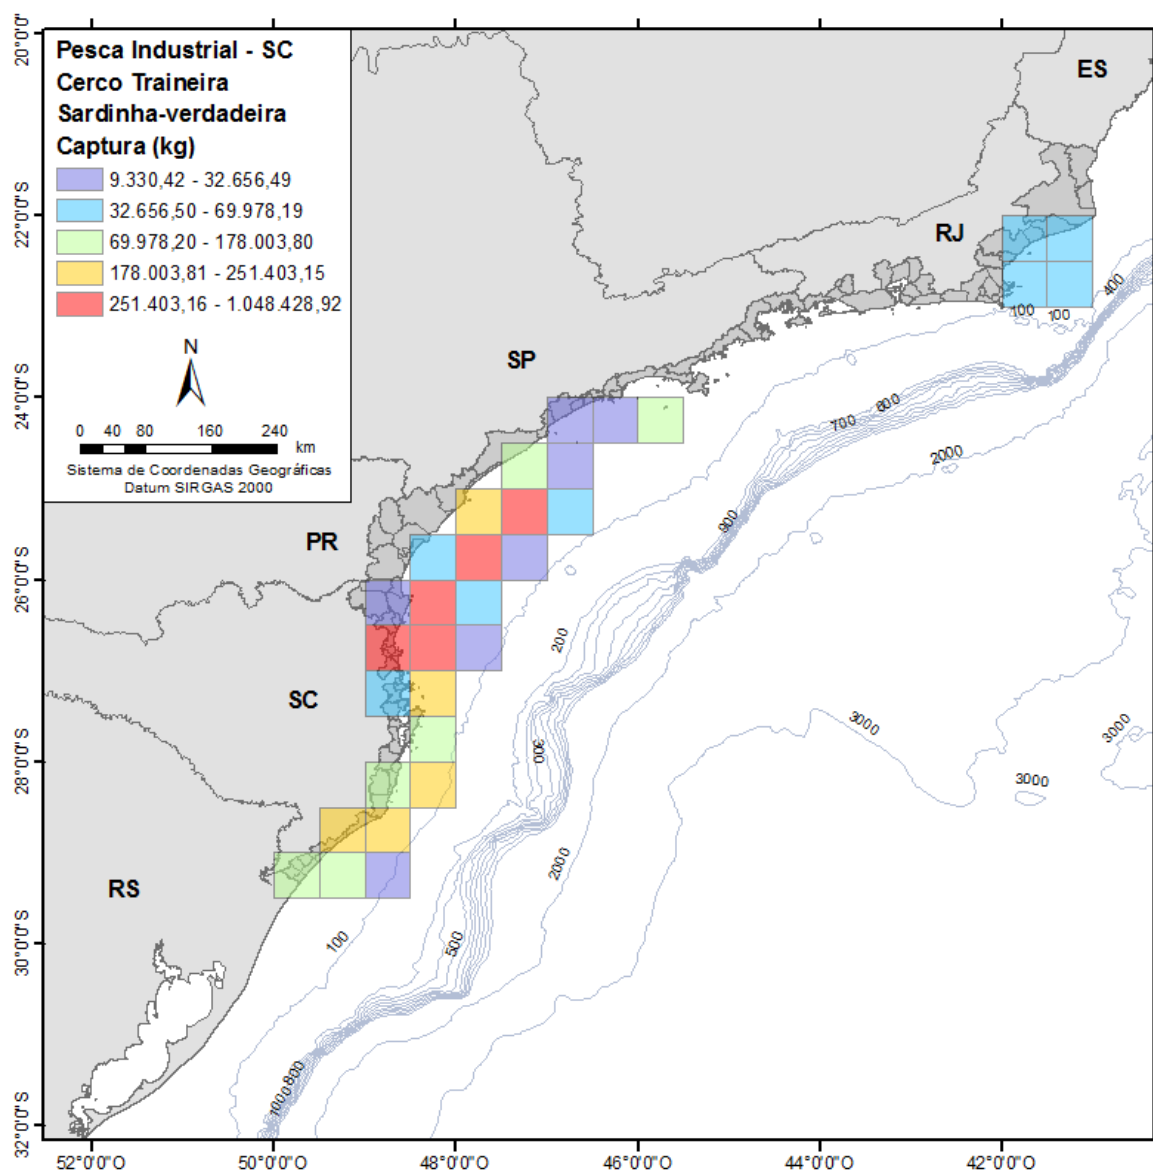 Pesca Industrial - SC
Cerco Traineira
Sardinha-verdadeira
Captura (kg)
9.330,42 - 32.656,49
32.656,50 - 69.978,19
69.978,20 - 178.003,80
178.003,81 - 251.403,15
251.403,16 - 1.048.428,92
N
0 40 80 160 240
km
Sistema de Coordenadas Geográficas
Datum SIRGAS 2000
ES
RJ
SP
PR
SC
RS
400
100
100
800
700
2000
900
200
300
3000
3000
3000
2000
100
500
800
1000
20°0'0"
22°0'0"S
24°0'0"S
26°0'0"S
28°0'0"S
30°0'0"S
32°0'0"S
52°0'0"O
50°0'0"O
48°0'0"O
46°0'0"O
44°0'0"O
42°0'0"O